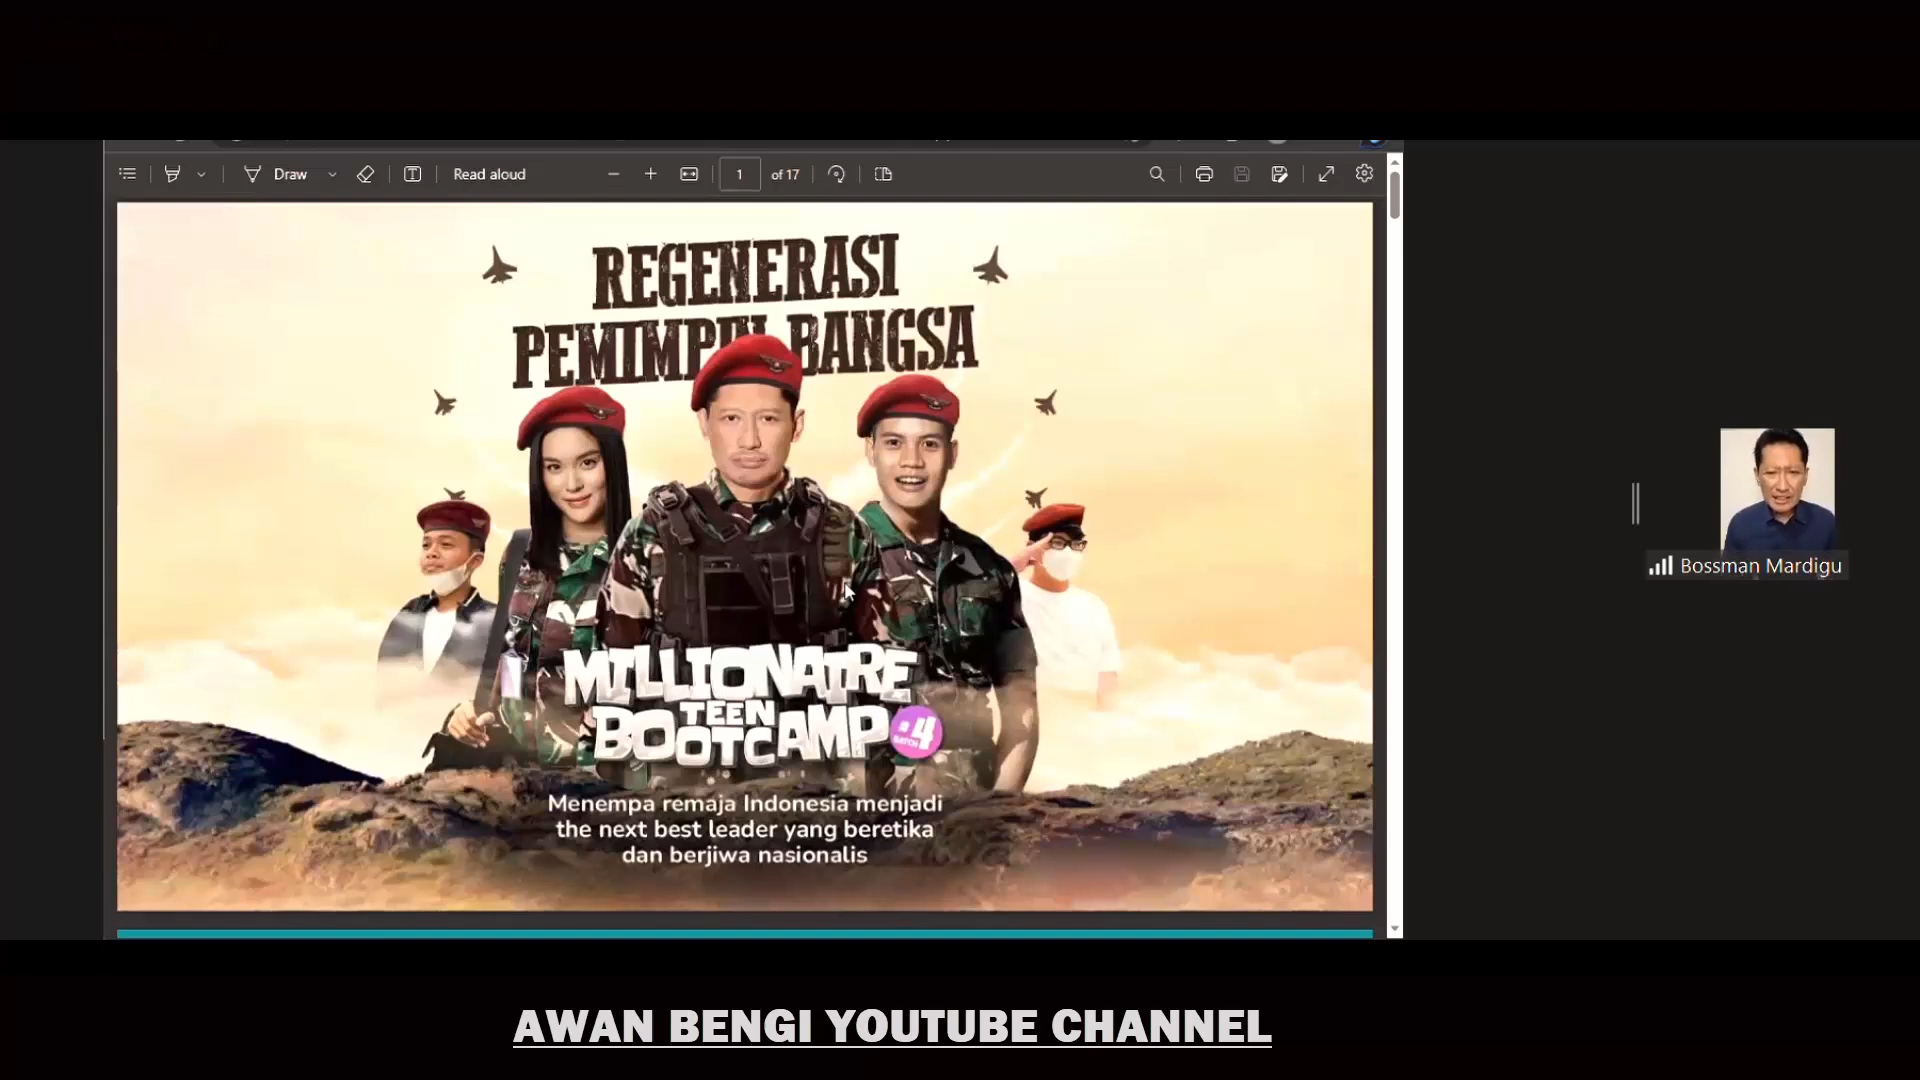 Draw
Read aloud
1 of 17
REGENERASI
PEMIMPIN BANGSA
MILLIONAIRE
TEEN
BOOTCAMP
BATCH #4
Menempa remaja Indonesia menjadi
the next best leader yang beretika
dan berjiwa nasionalis
Bossman Mardigu
AWAN BENGI YOUTUBE CHANNEL